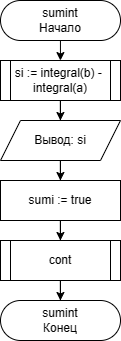 sumint
Начало
si := integral(b) -
integral(a)
Вывод: si
sumi := true
cont
sumint
Конец